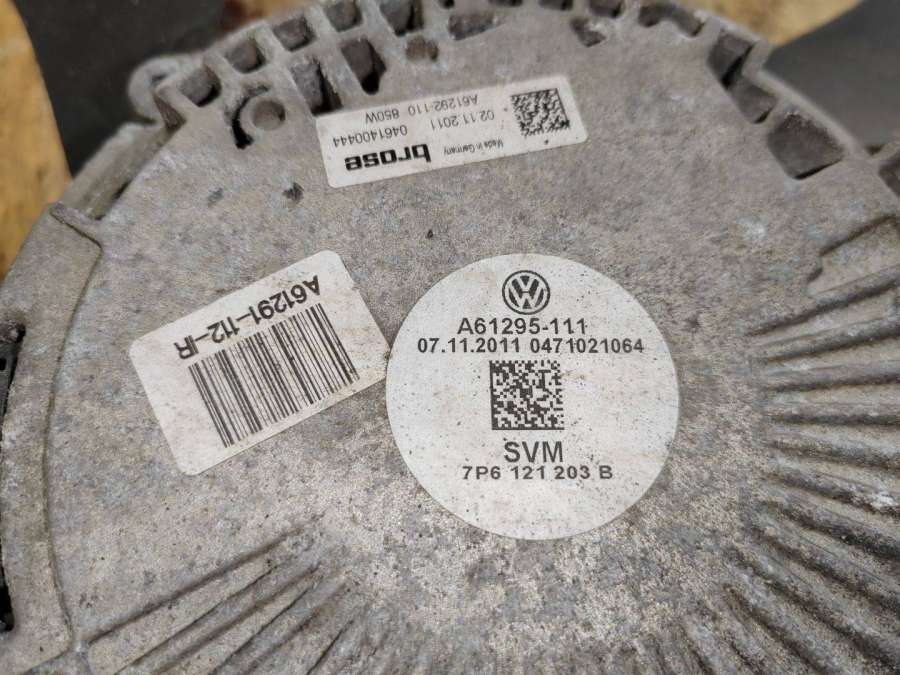 brose
Made in Germany
02.11.2011 0461400444
A61292-110 850W
A61291-112-IR
A61295-111
07.11.2011 0471021064
SVM
7P6 121 203 B